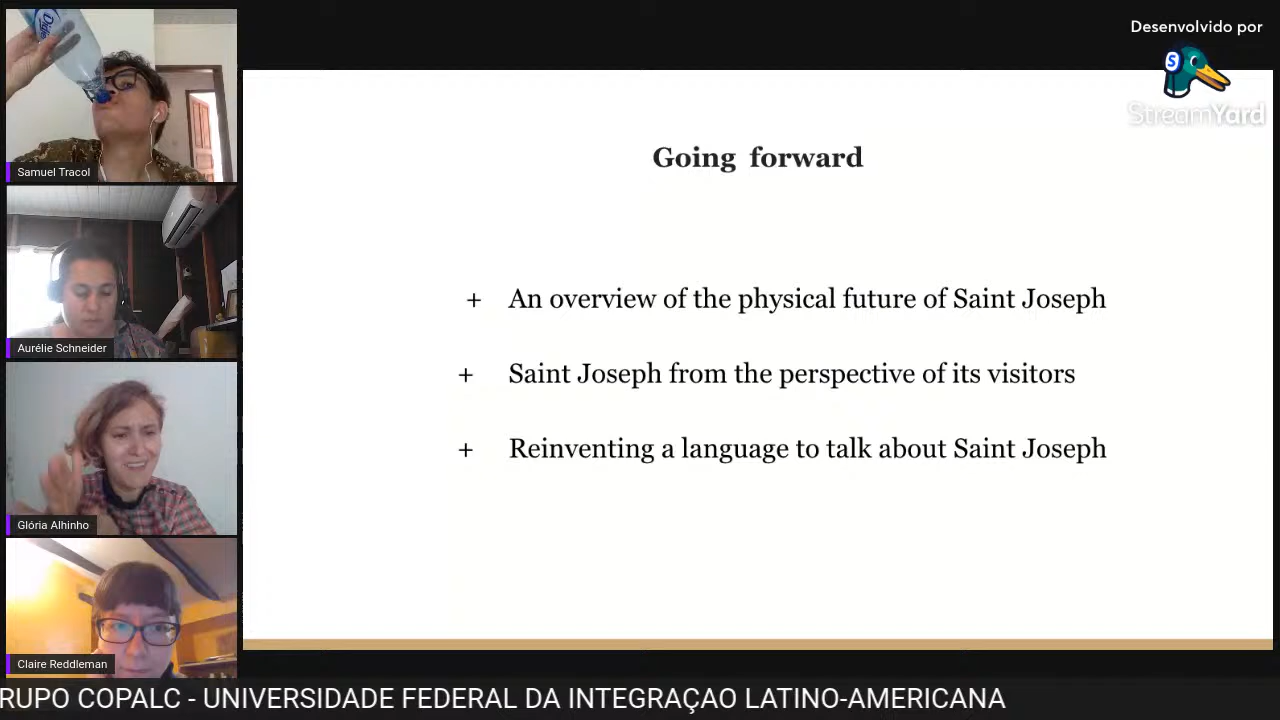 Desenvolvido por
S
StreamYard
Samuel Tracol
Aurélie Schneider
Glória Alhinho
Claire Reddleman
Going forward
+ An overview of the physical future of Saint Joseph
+ Saint Joseph from the perspective of its visitors
+ Reinventing a language to talk about Saint Joseph
RUPO COPALC - UNIVERSIDADE FEDERAL DA INTEGRAÇAO LATINO-AMERICANA